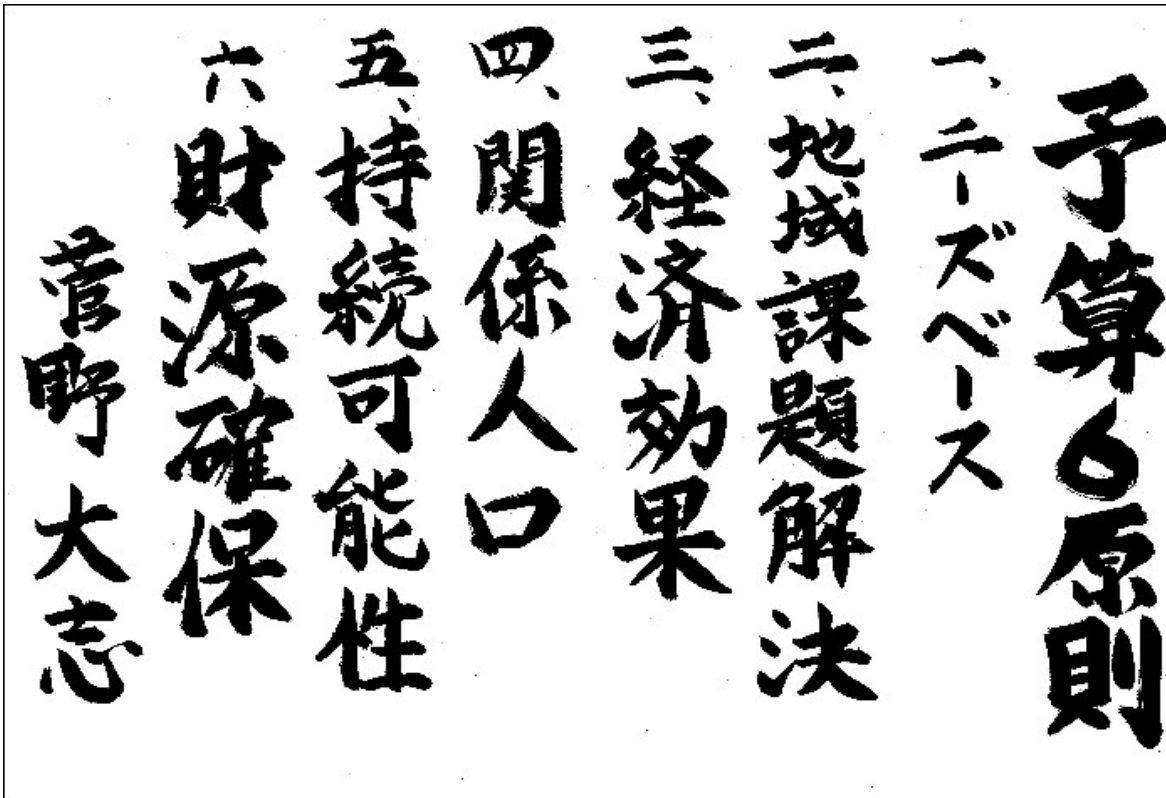 予算6原則
一、ニーズベース
二、地域課題解決
三、経済効果
四、関係人口
五、持続可能性
六 財源確保
菅野大志